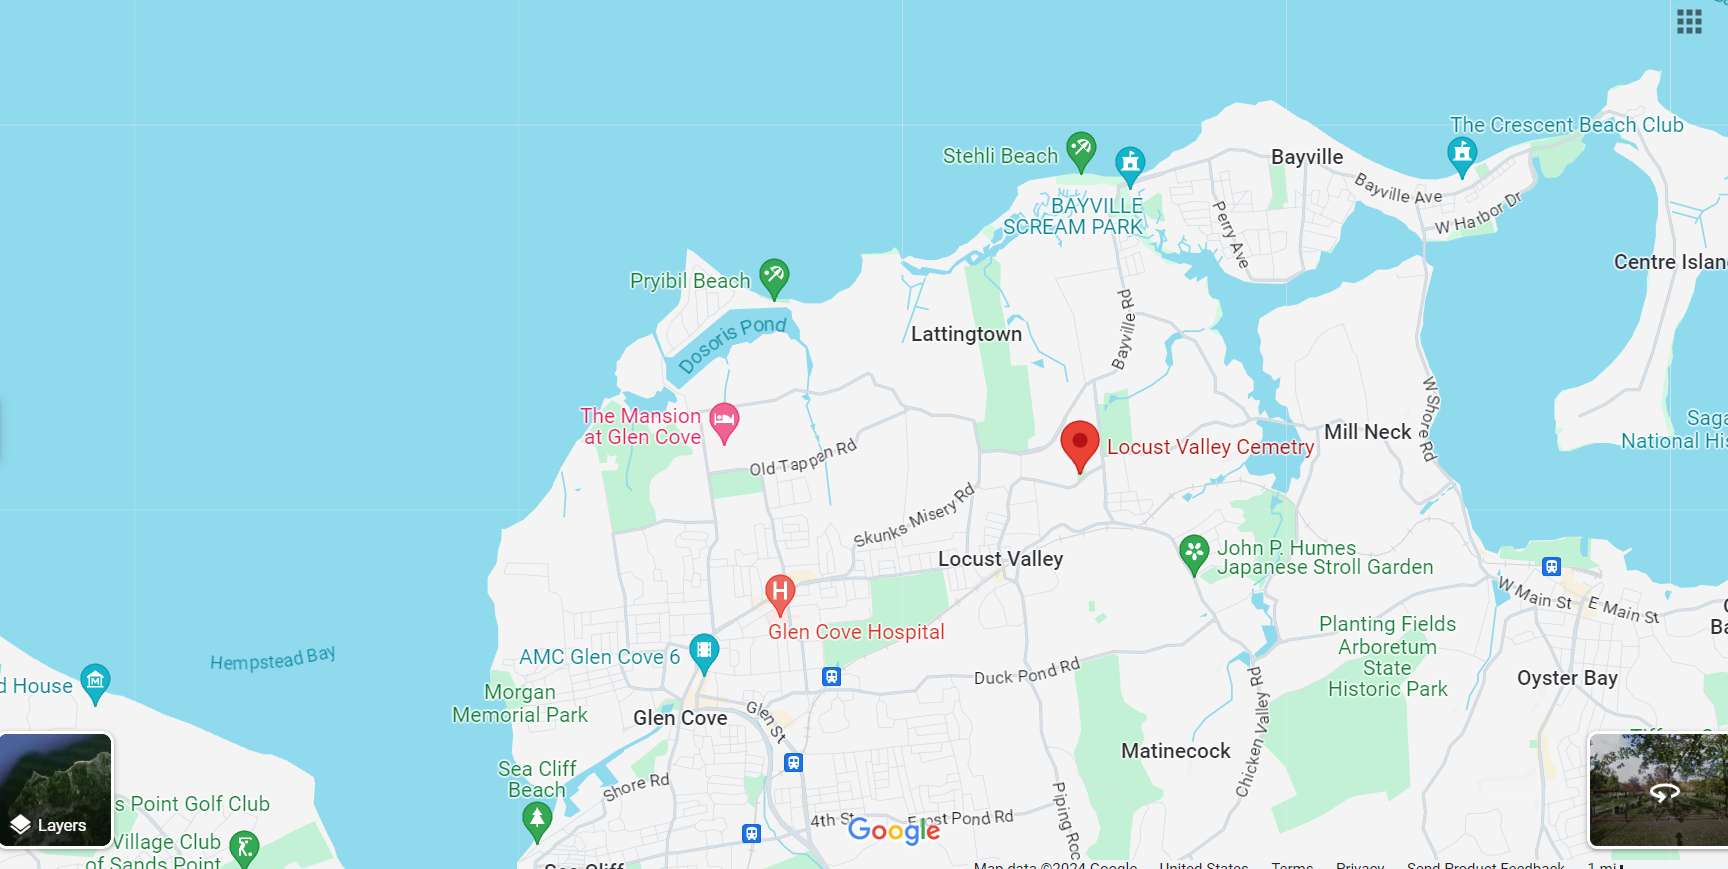 The Crescent Beach Club
Stehli Beach
Bayville
Bayville Ave
BAYVILLE
SCREAM PARK
Perry Ave
W Harbor Dr
Centre Islan
Pryibil Beach
Dosoris Pond
Lattingtown
Bayville Rd
The Mansion
at Glen Cove
Old Tappan Rd
Locust Valley Cemetry
Mill Neck
W Shore Rd
Saga
National His
Skunks Misery Rd
Locust Valley
John P. Humes
Japanese Stroll Garden
W Main St
E Main St
H
Glen Cove Hospital
Planting Fields
Arboretum
State
Historic Park
Hempstead Bay
AMC Glen Cove 6
d House
Duck Pond Rd
Oyster Bay
Morgan
Memorial Park
Glen Cove
Glen St
Chicken Valley Rd
Matinecock
Sea Cliff
Beach
Shore Rd
s Point Golf Club
Layers
Village Club
of Sands Point
4th St
Google
East Pond Rd
Piping Roc
Sea Cliff
Map data ©2024 Google
United States
Terms
Privacy
Send Product Feedback
1 mi